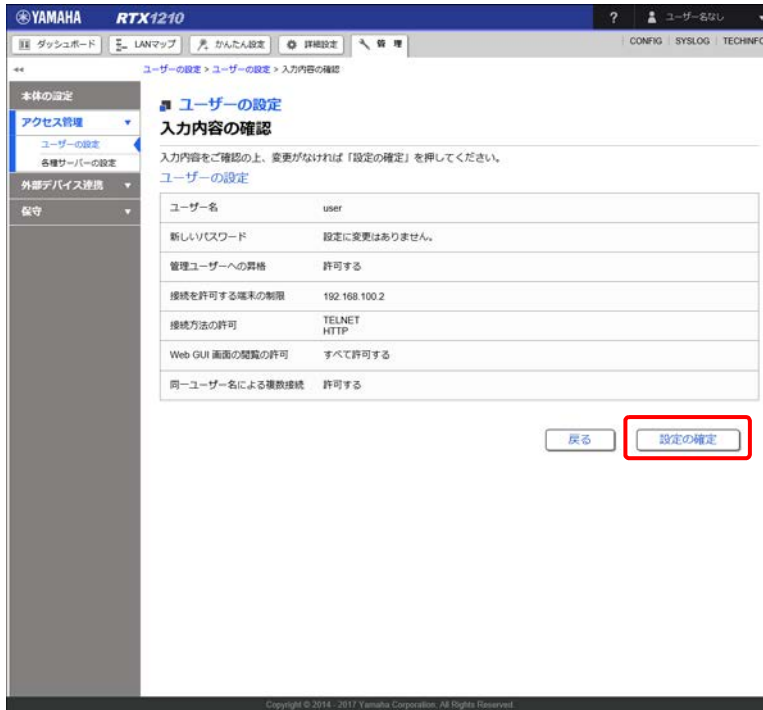 YAMAHA RTX1210 ? ユーザー名なし
ダッシュボード LANマップ かんたん設定 詳細設定 管理 CONFIG SYSLOG TECHINFO
ユーザーの設定 > ユーザーの設定 > 入力内容の確認
本体の設定
アクセス管理
ユーザーの設定
各種サーバーの設定
外部デバイス連携
保守
ユーザーの設定
入力内容の確認
入力内容をご確認の上、変更がなければ「設定の確定」を押してください。
ユーザーの設定
ユーザー名 user
新しいパスワード 設定に変更はありません。
管理ユーザーへの昇格 許可する
接続を許可する端末の制限 192.168.100.2
接続方法の許可 TELNET
HTTP
Web GUI 画面の閲覧の許可 すべて許可する
同一ユーザー名による複数接続 許可する
戻る 設定の確定
Copyright © 2014 - 2017 Yamaha Corporation. All Rights Reserved.